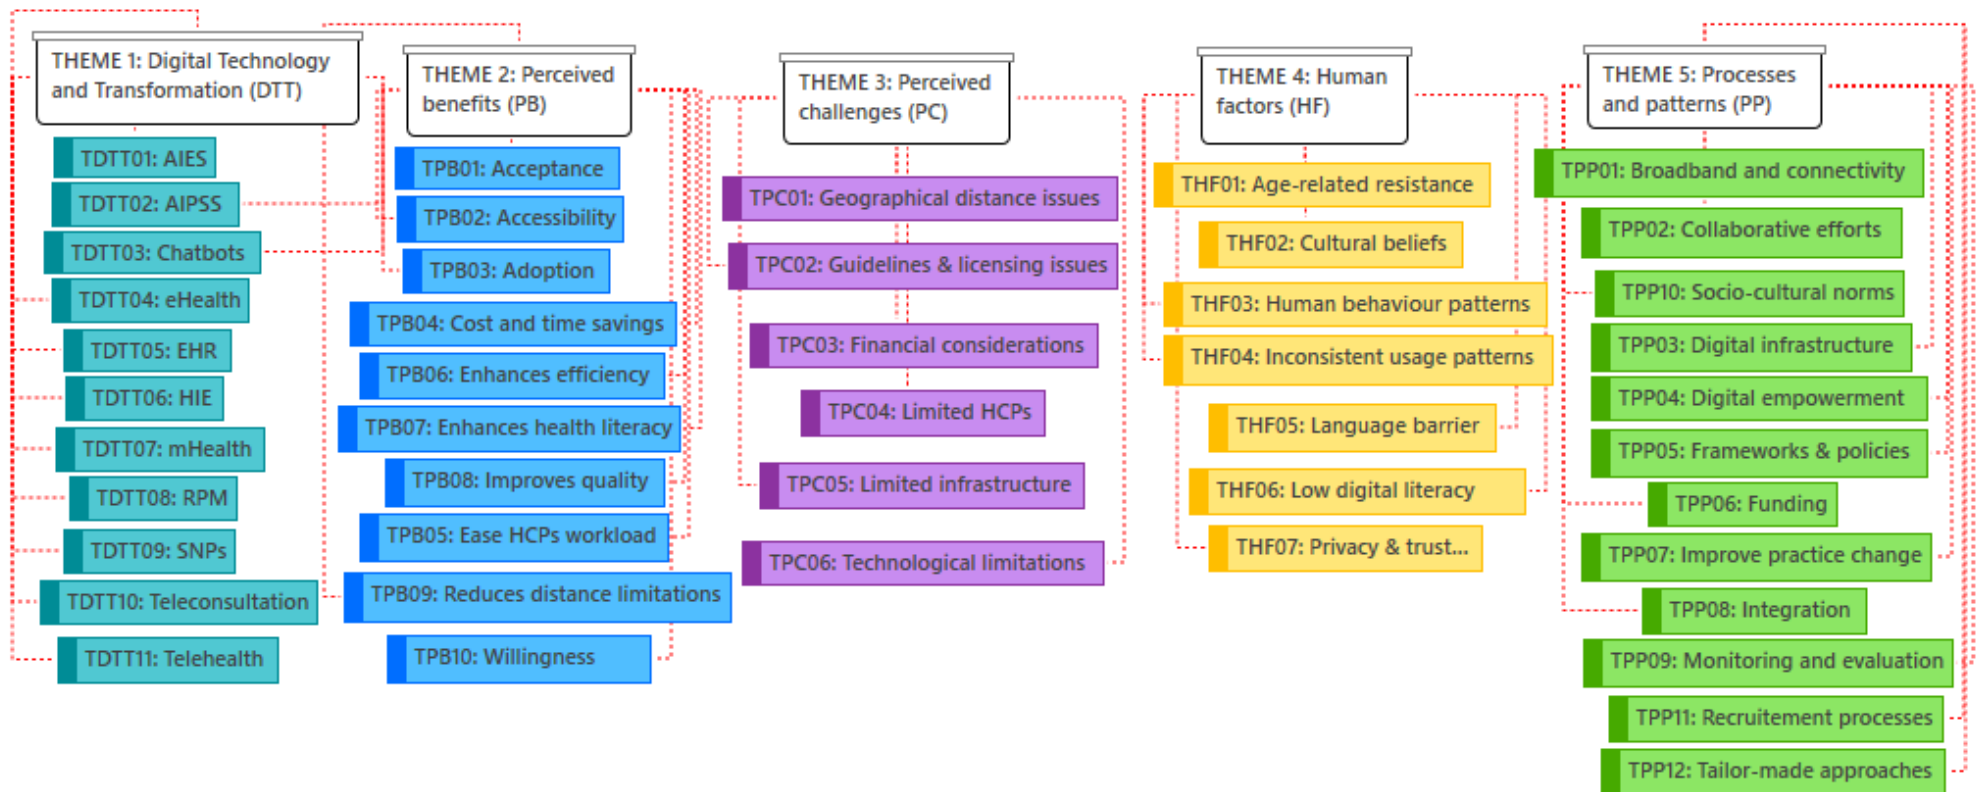 THEME 1: Digital Technology
and Transformation (DTT)
TDTT01: AIES
TDTT02: AIPSS
TDTT03: Chatbots
TDTT04: eHealth
TDTT05: EHR
TDTT06: HIE
TDTT07: mHealth
TDTT08: RPM
TDTT09: SNPs
TDTT10: Teleconsultation
TDTT11: Telehealth
THEME 2: Perceived
benefits (PB)
TPB01: Acceptance
TPB02: Accessibility
TPB03: Adoption
TPB04: Cost and time savings
TPB06: Enhances efficiency
TPB07: Enhances health literacy
TPB08: Improves quality
TPB05: Ease HCPs workload
TPB09: Reduces distance limitations
TPB10: Willingness
THEME 3: Perceived
challenges (PC)
TPC01: Geographical distance issues
TPC02: Guidelines & licensing issues
TPC03: Financial considerations
TPC04: Limited HCPs
TPC05: Limited infrastructure
TPC06: Technological limitations
THEME 4: Human
factors (HF)
THF01: Age-related resistance
THF02: Cultural beliefs
THF03: Human behaviour patterns
THF04: Inconsistent usage patterns
THF05: Language barrier
THF06: Low digital literacy
THF07: Privacy & trust...
THEME 5: Processes
and patterns (PP)
TPP01: Broadband and connectivity
TPP02: Collaborative efforts
TPP10: Socio-cultural norms
TPP03: Digital infrastructure
TPP04: Digital empowerment
TPP05: Frameworks & policies
TPP06: Funding
TPP07: Improve practice change
TPP08: Integration
TPP09: Monitoring and evaluation
TPP11: Recruitement processes
TPP12: Tailor-made approaches